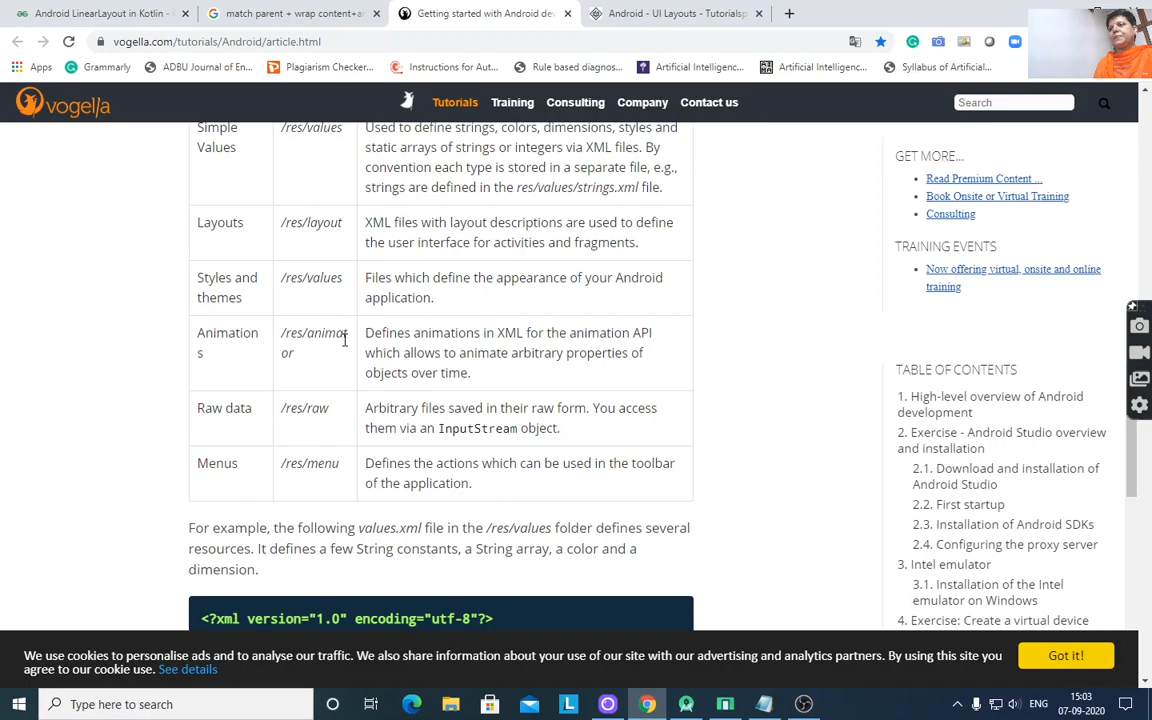 Android LinearLayout in Kotlin -
match parent + wrap content+ar
Getting started with Android dev
Android - UI Layouts - Tutorialsp
vogella.com/tutorials/Android/article.html
Apps
Grammarly
ADBU Journal of En...
Plagiarism Checker...
Instructions for Aut...
Rule based diagnos...
Artificial Intelligenc...
Artificial Intelligenc...
Syllabus of Artificial...
vogella
Tutorials
Training
Consulting
Company
Contact us
Search
Simple
Values
/res/values
Used to define strings, colors, dimensions, styles and
static arrays of strings or integers via XML files. By
convention each type is stored in a separate file, e.g.,
strings are defined in the res/values/strings.xml file.
Layouts
/res/layout
XML files with layout descriptions are used to define
the user interface for activities and fragments.
Styles and
themes
/res/values
Files which define the appearance of your Android
application.
Animation
s
/res/animat
or
Defines animations in XML for the animation API
which allows to animate arbitrary properties of
objects over time.
Raw data
/res/raw
Arbitrary files saved in their raw form. You access
them via an InputStream object.
Menus
/res/menu
Defines the actions which can be used in the toolbar
of the application.
For example, the following values.xml file in the /res/values folder defines several
resources. It defines a few String constants, a String array, a color and a
dimension.
<?xml version="1.0" encoding="utf-8"?>
GET MORE...
Read Premium Content ...
Book Onsite or Virtual Training
Consulting
TRAINING EVENTS
Now offering virtual, onsite and online
training
TABLE OF CONTENTS
1. High-level overview of Android
development
2. Exercise - Android Studio overview
and installation
2.1. Download and installation of
Android Studio
2.2. First startup
2.3. Installation of Android SDKs
2.4. Configuring the proxy server
3. Intel emulator
3.1. Installation of the Intel
emulator on Windows
4. Exercise: Create a virtual device
We use cookies to personalise ads and to analyse our traffic. We also share information about your use of our site with our advertising and analytics partners. By using this site you
agree to our cookie use. See details
Got it!
Type here to search
ENG
15:03
07-09-2020